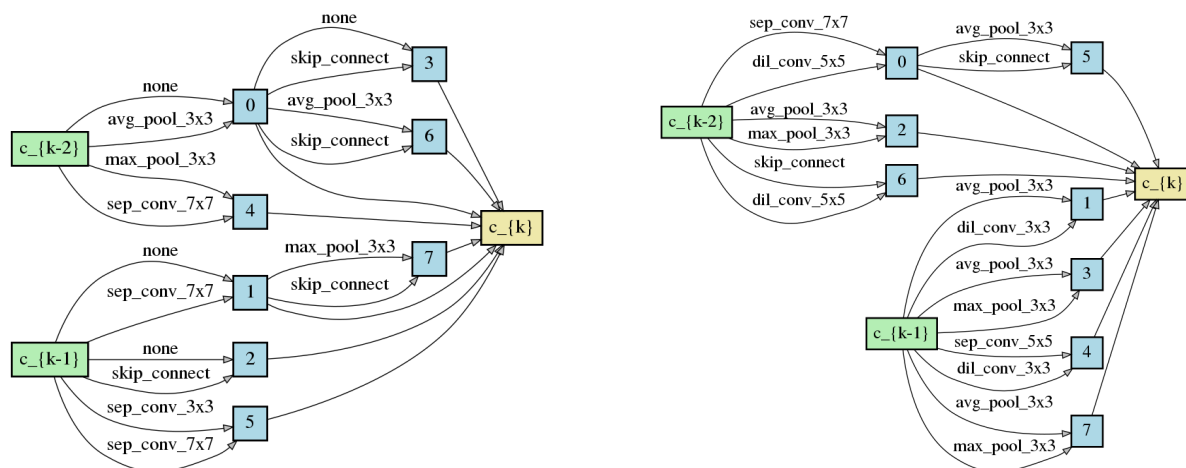 none
skip_connect
3
none
avg_pool_3x3
0
avg_pool_3x3
skip_connect
6
c_{k-2}
max_pool_3x3
sep_conv_7x7
4
c_{k}
none
sep_conv_7x7
1
max_pool_3x3
skip_connect
7
c_{k-1}
none
skip_connect
2
sep_conv_3x3
sep_conv_7x7
5
sep_conv_7x7
dil_conv_5x5
0
avg_pool_3x3
skip_connect
5
c_{k-2}
avg_pool_3x3
max_pool_3x3
2
skip_connect
dil_conv_5x5
6
c_{k}
avg_pool_3x3
dil_conv_3x3
1
avg_pool_3x3
max_pool_3x3
3
c_{k-1}
sep_conv_5x5
dil_conv_3x3
4
avg_pool_3x3
max_pool_3x3
7